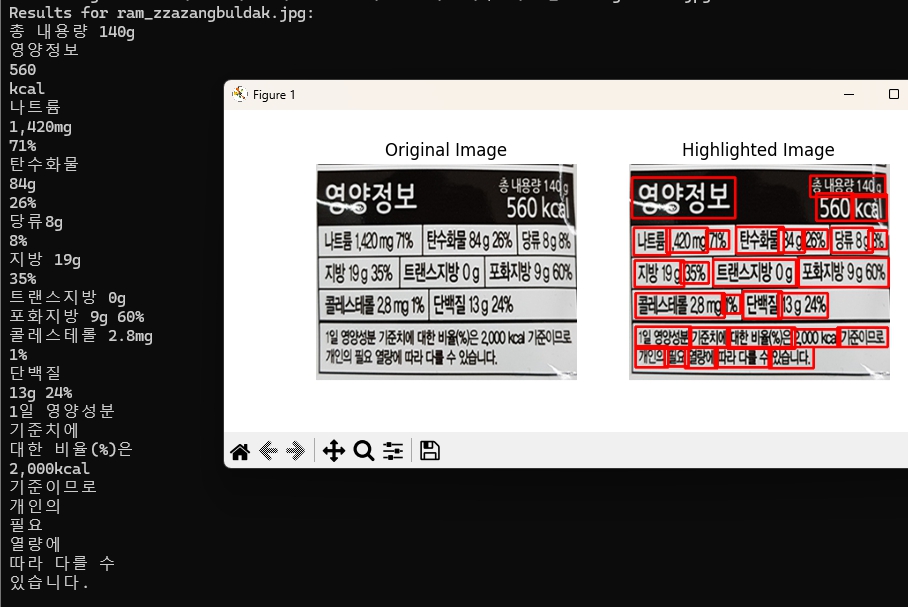 Results for ram_zzazangbuldak.jpg:
총 내용량 140g
영양정보
560
kcal
나트륨
1,420mg
71%
탄수화물
84g
26%
당류8g
8%
지방 19g
35%
트랜스지방 0g
포화지방 9g 60%
콜레스테롤 2.8mg
1%
단백질
13g 24%
1일 영양성분
기준치에
대한 비율(%)은
2,000kcal
기준이므로
개인의
필요
열량에
따라 다를 수
있습니다.
Figure 1
Original Image
영양정보
총 내용량 140 g
560 kcal
나트륨 1,420 mg 71% 탄수화물 84 g 26% 당류 8 g 8%
지방 19 g 35% 트랜스지방 0 g 포화지방 9 g 60%
콜레스테롤 2.8 mg 1% 단백질 13 g 24%
1일 영양성분 기준치에 대한 비율(%)은 2,000 kcal 기준이므로
개인의 필요 열량에 따라 다를 수 있습니다.
Highlighted Image
영양정보
총 내용량 140 g
560 kcal
나트륨 ,420 mg 71% 탄수화물 84 g 26% 당류 8 g 8%
지방 19 g 35% 트랜스지방 0 g 포화지방 9 g 60%
콜레스테롤 2.8 mg 1% 단백질 13 g 24%
1일 영양성분 기준치에 대한 비율(%)은 2,000 kcal 기준이므로
개인의 필요 열량에 따라 다를 수 있습니다.